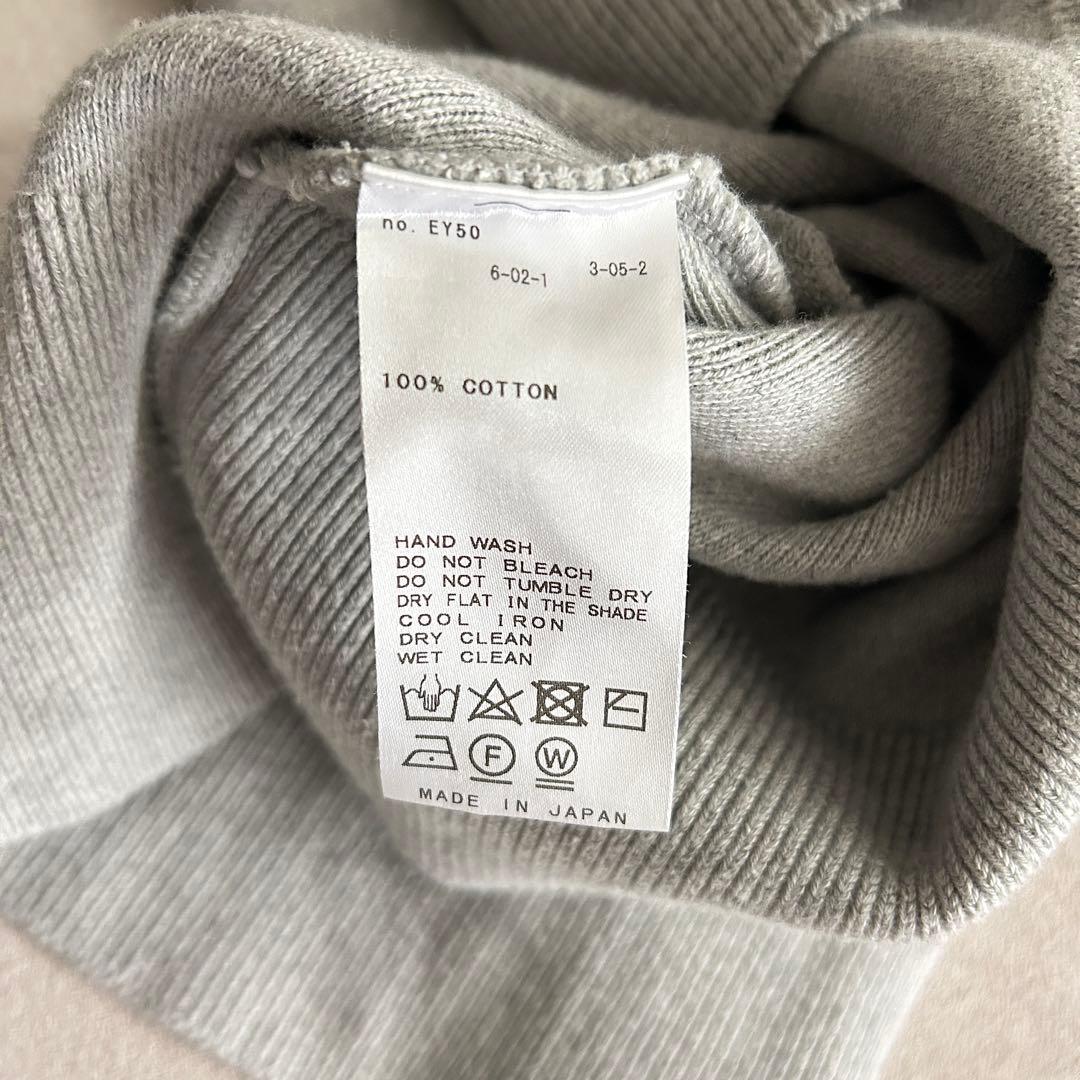 no. EY50
6-02-1 3-05-2
100% COTTON
HAND WASH
DO NOT BLEACH
DO NOT TUMBLE DRY
DRY FLAT IN THE SHADE
COOL IRON
DRY CLEAN
WET CLEAN
F W
MADE IN JAPAN